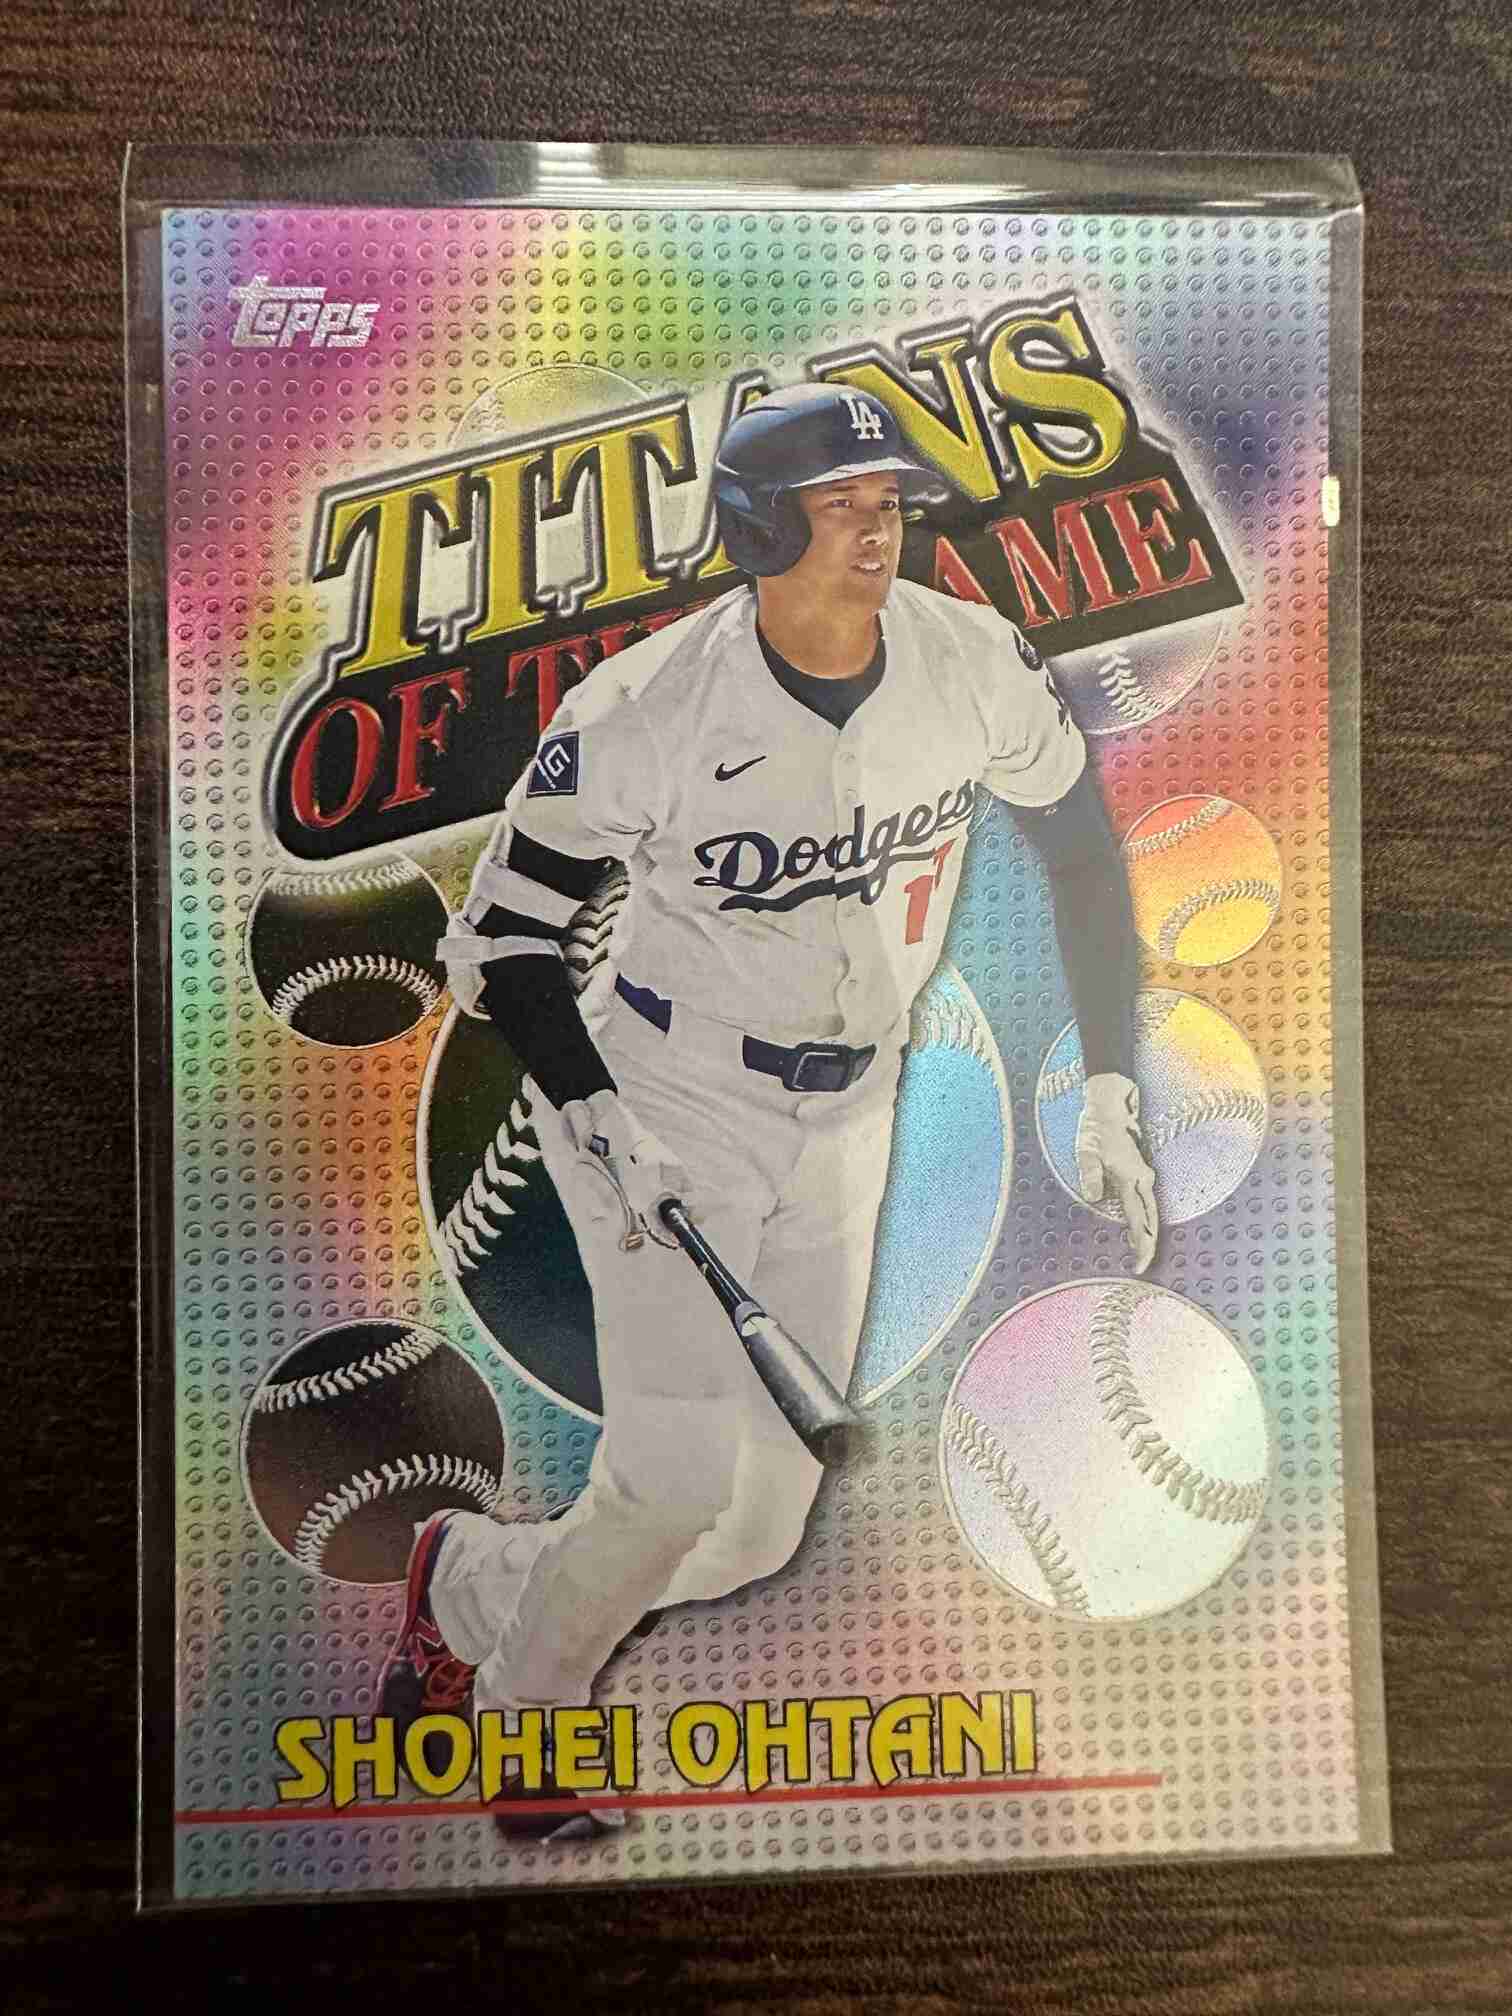 Topps
TITANS
OF THE GAME
LA
G
Dodgers
17
SHOHEI OHTANI